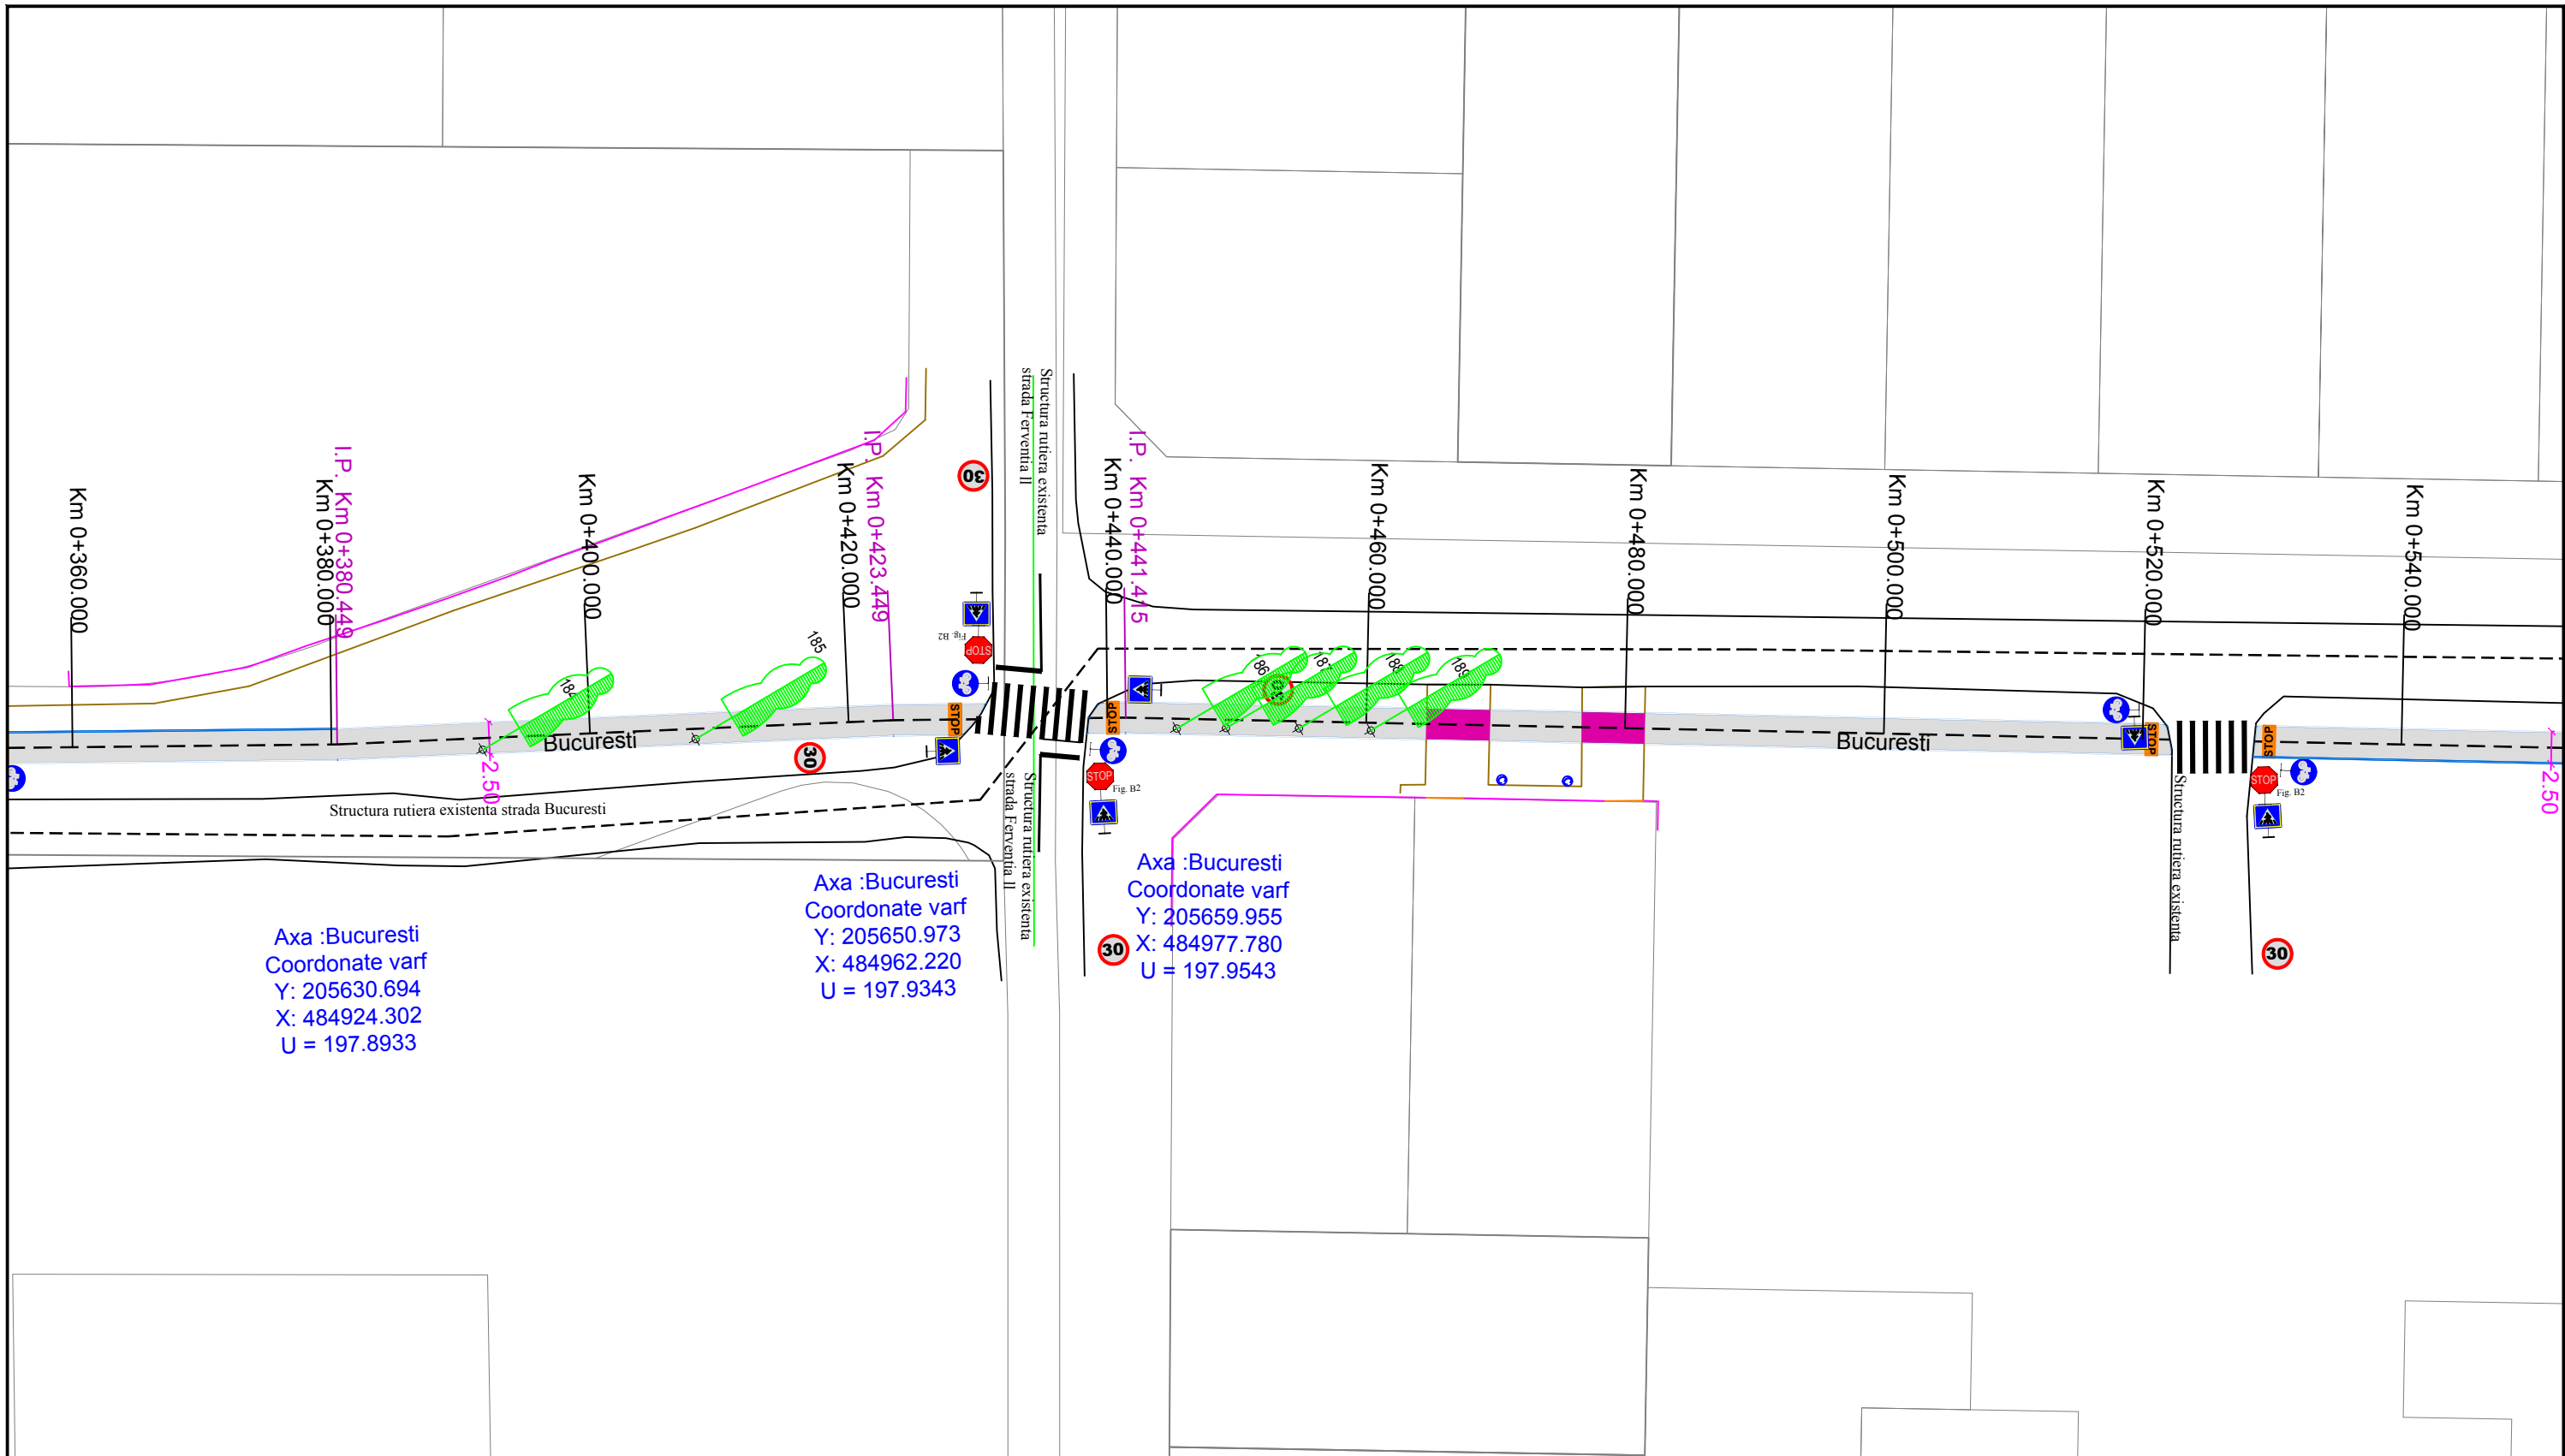 Structura rutiera existenta
strada Ferventia II
I.P. Km 0+380.449
I.P. Km 0+423.449
I.P. Km 0+441.415
Km 0+360.000
Km 0+380.000
Km 0+400.000
Km 0+420.000
Km 0+440.000
Km 0+460.000
Km 0+480.000
Km 0+500.000
Km 0+520.000
Km 0+540.000
30
Fig. B2
STOP
184
185
186
187
188
189
STOP
STOP
STOP
STOP
Bucuresti
Bucuresti
2.50
2.50
30
STOP
Fig. B2
STOP
Fig. B2
Structura rutiera existenta strada Bucuresti
Structura rutiera existenta
strada Ferventia II
Structura rutiera existenta
Axa :Bucuresti
Coordonate varf
Y: 205630.694
X: 484924.302
U = 197.8933
Axa :Bucuresti
Coordonate varf
Y: 205650.973
X: 484962.220
U = 197.9343
Axa :Bucuresti
Coordonate varf
Y: 205659.955
X: 484977.780
U = 197.9543
30
30